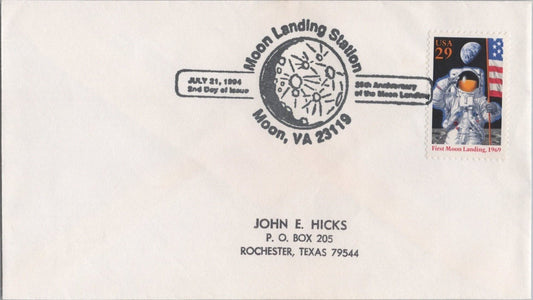 Moon Landing Station
JULY 21, 1994
2nd Day of Issue
25th Anniversary
of the Moon Landing
Moon, VA 23119
USA
29
First Moon Landing, 1969
JOHN E. HICKS
P. O. BOX 205
ROCHESTER, TEXAS 79544